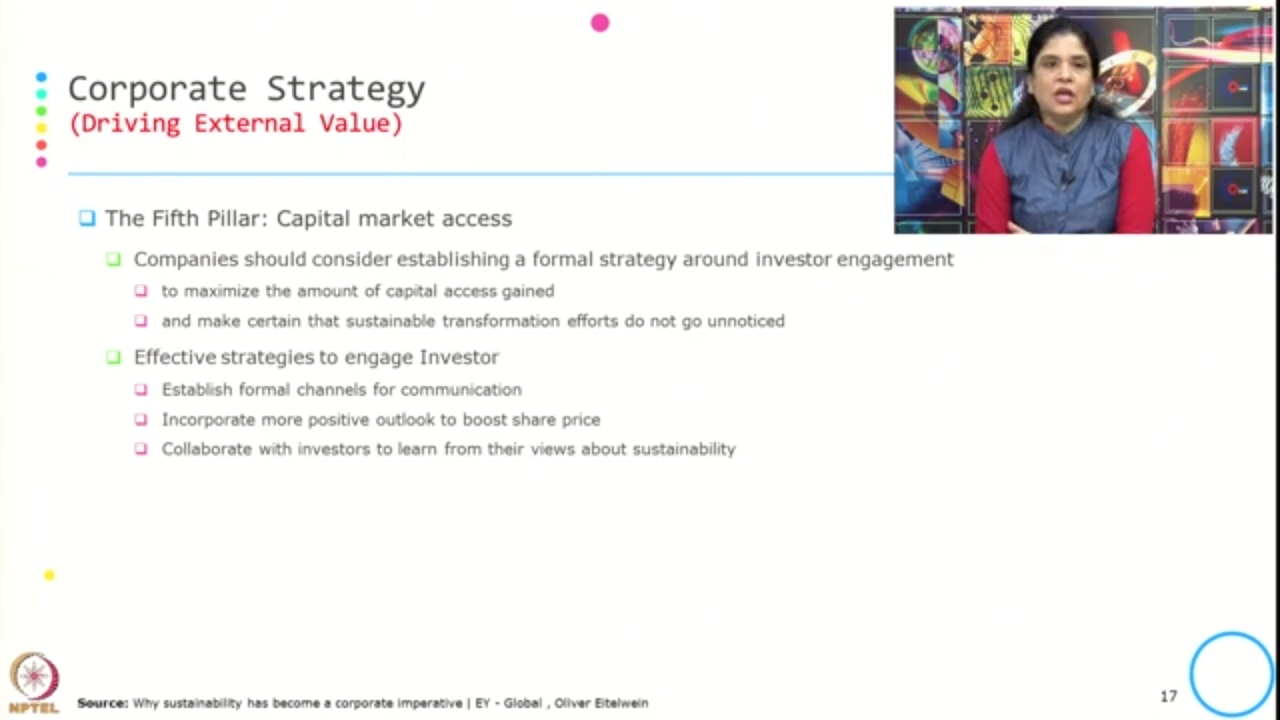 Corporate Strategy
(Driving External Value)
The Fifth Pillar: Capital market access
Companies should consider establishing a formal strategy around investor engagement
to maximize the amount of capital access gained
and make certain that sustainable transformation efforts do not go unnoticed
Effective strategies to engage Investor
Establish formal channels for communication
Incorporate more positive outlook to boost share price
Collaborate with investors to learn from their views about sustainability
NPTEL
Source: Why sustainability has become a corporate imperative | EY - Global , Oliver Eitelwein
17